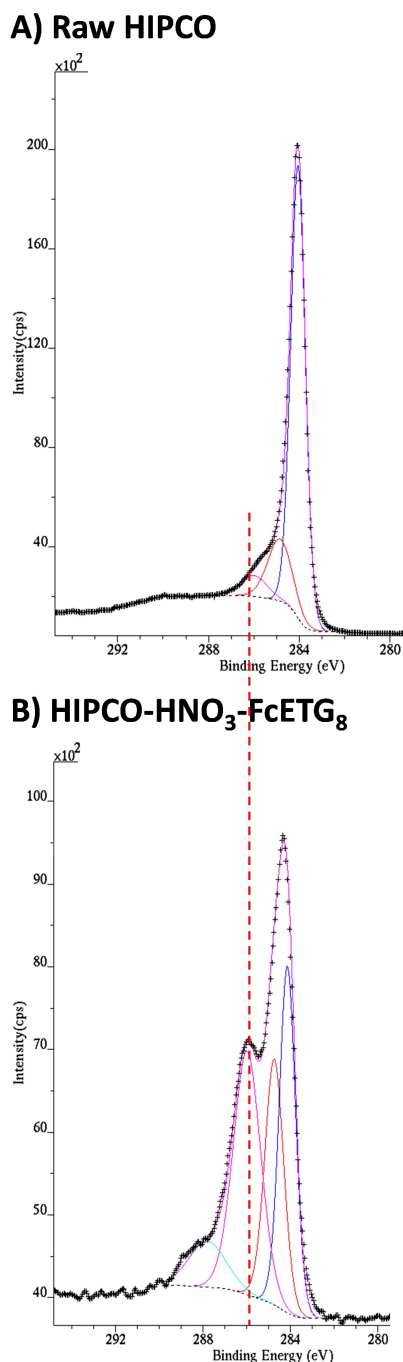 A) Raw HIPCO
x10²
200
160
120
80
40
Intensity(cps)
292 288 284 280
Binding Energy (eV)
B) HIPCO-HNO₃-FcETG₈
x10²
100
90
80
70
60
50
40
Intensity(cps)
292 288 284 280
Binding Energy (eV)